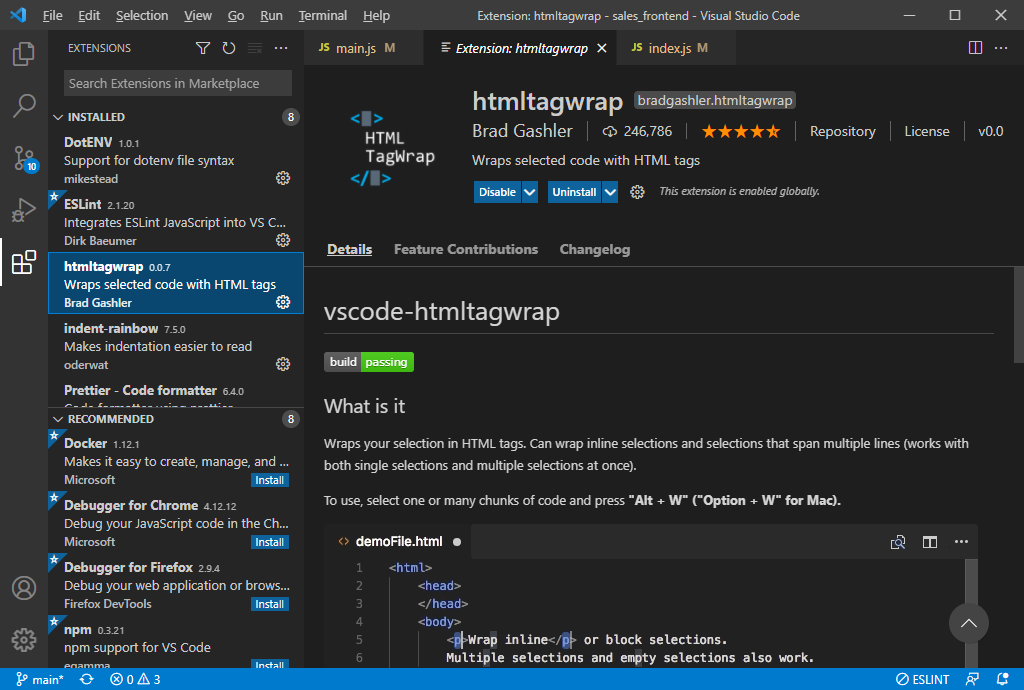 File Edit Selection View Go Run Terminal Help
Extension: htmltagwrap - sales_frontend - Visual Studio Code
EXTENSIONS
JS main.js M
Extension: htmltagwrap
JS index.js M
Search Extensions in Marketplace
INSTALLED 8
DotENV 1.0.1
Support for dotenv file syntax
mikestead
ESLint 2.1.20
Integrates ESLint JavaScript into VS C...
Dirk Baeumer
htmltagwrap 0.0.7
Wraps selected code with HTML tags
Brad Gashler
indent-rainbow 7.5.0
Makes indentation easier to read
oderwat
Prettier - Code formatter 6.4.0
Code formatter using prettier
RECOMMENDED 8
Docker 1.12.1
Makes it easy to create, manage, and ...
Microsoft Install
Debugger for Chrome 4.12.12
Debug your JavaScript code in the Ch...
Microsoft Install
Debugger for Firefox 2.9.4
Debug your web application or brows...
Firefox DevTools Install
npm 0.3.21
npm support for VS Code
egamma Install
10
<■>
HTML
TagWrap
</■>
htmltagwrap bradgashler.htmltagwrap
Brad Gashler 246,786 Repository License v0.0
Wraps selected code with HTML tags
Disable Uninstall This extension is enabled globally.
Details Feature Contributions Changelog
vscode-htmltagwrap
build passing
What is it
Wraps your selection in HTML tags. Can wrap inline selections and selections that span multiple lines (works with
both single selections and multiple selections at once).
To use, select one or many chunks of code and press "Alt + W" ("Option + W" for Mac).
<> demoFile.html
1 <html>
2 <head>
3 </head>
4 <body>
5 <p>Wrap inline</p> or block selections.
6 Multiple selections and empty selections also work.
main* 0 3 ESLINT